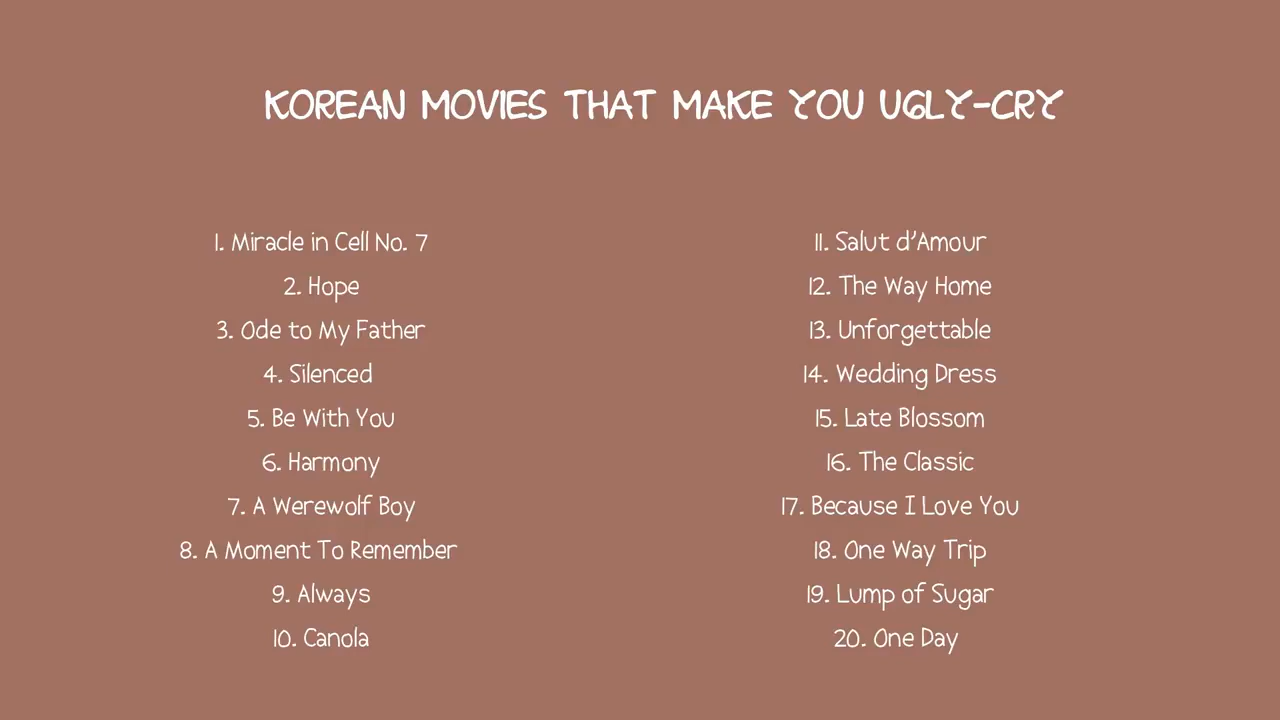 KOREAN MOVIES THAT MAKE YOU UGLY-CRY
1. Miracle in Cell No. 7
2. Hope
3. Ode to My Father
4. Silenced
5. Be With You
6. Harmony
7. A Werewolf Boy
8. A Moment To Remember
9. Always
10. Canola
11. Salut d'Amour
12. The Way Home
13. Unforgettable
14. Wedding Dress
15. Late Blossom
16. The Classic
17. Because I Love You
18. One Way Trip
19. Lump of Sugar
20. One Day